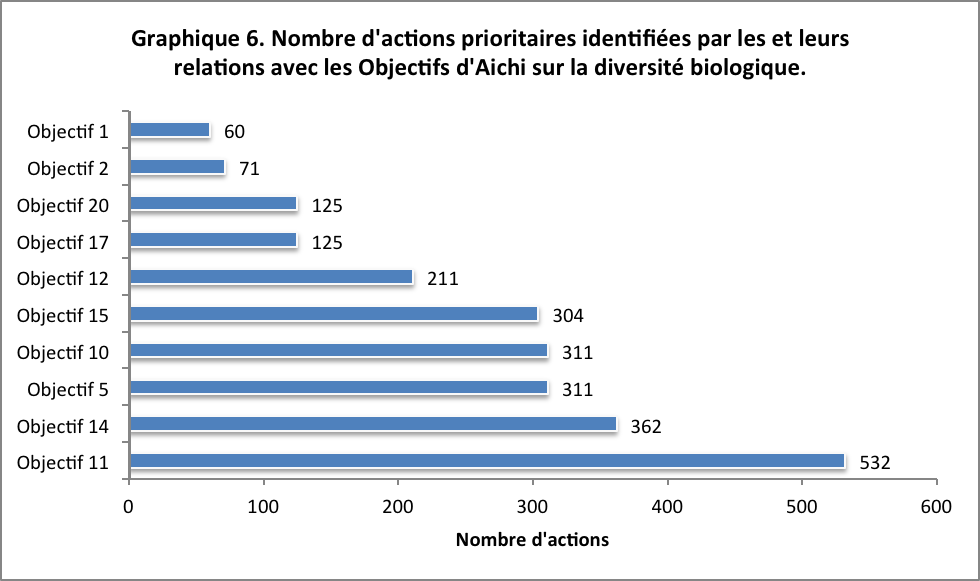 Graphique 6. Nombre d'actions prioritaires identifiées par les et leurs
relations avec les Objectifs d'Aichi sur la diversité biologique.
Objectif 1 60
Objectif 2 71
Objectif 20 125
Objectif 17 125
Objectif 12 211
Objectif 15 304
Objectif 10 311
Objectif 5 311
Objectif 14 362
Objectif 11 532
0 100 200 300 400 500 600
Nombre d'actions